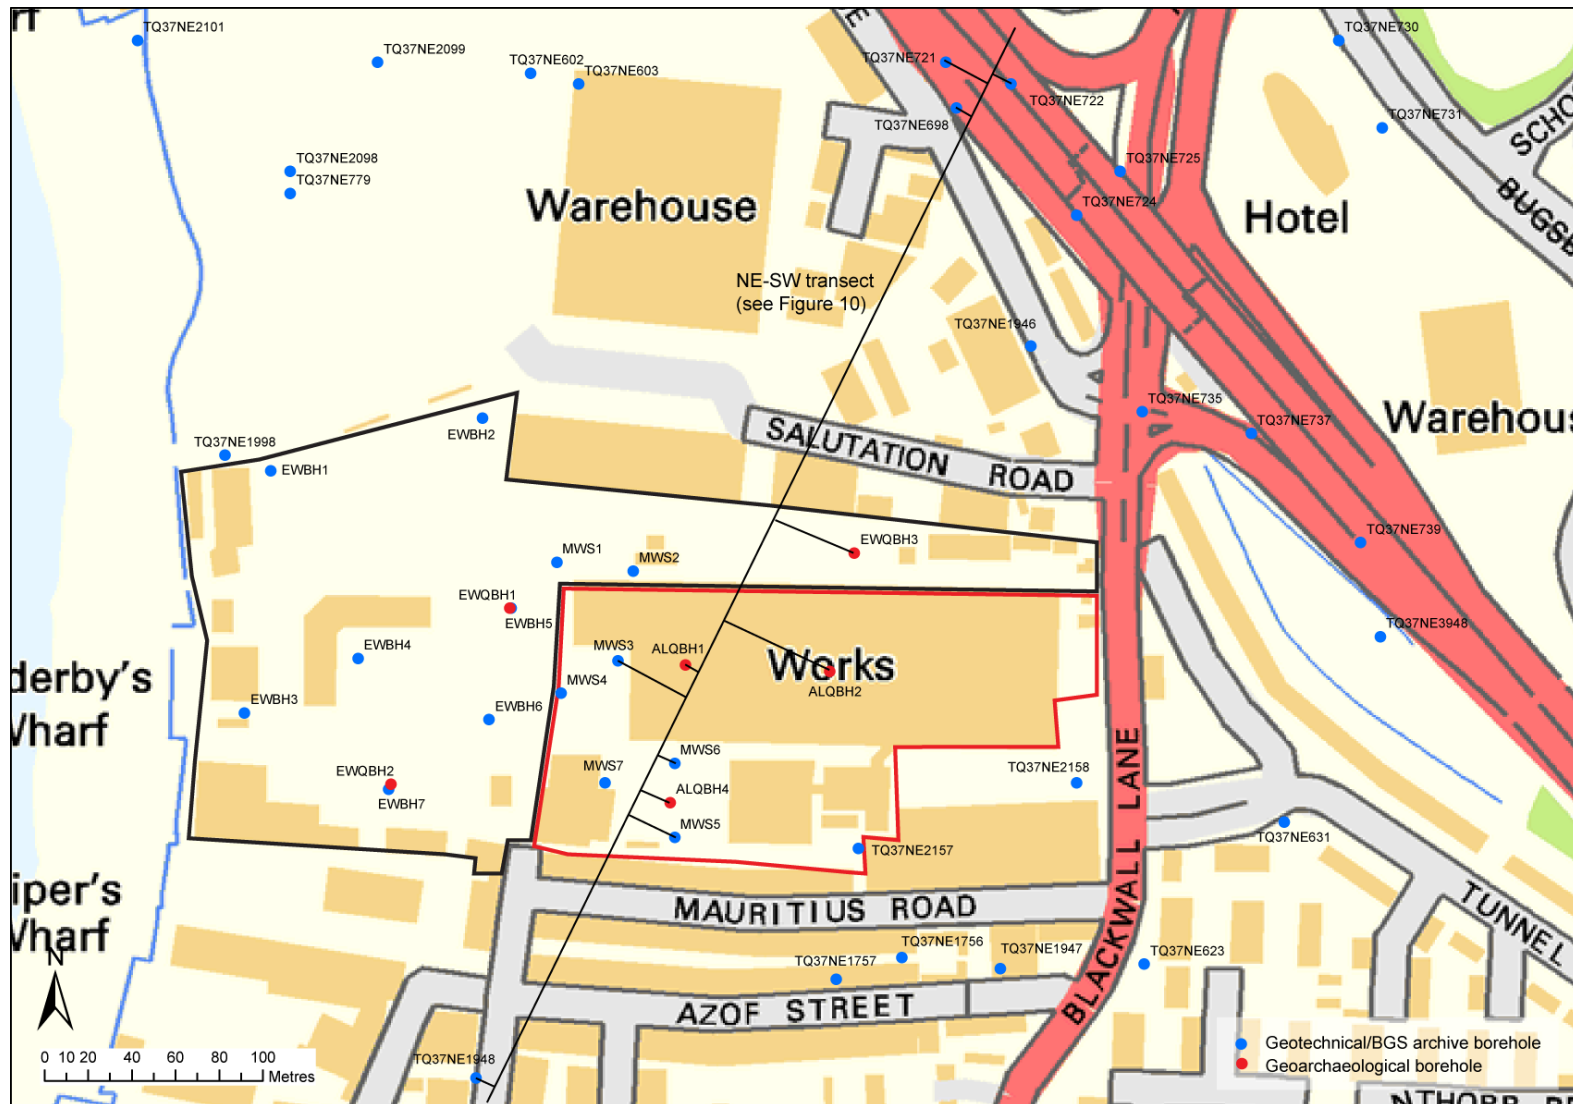 TQ37NE2101
TQ37NE2099
TQ37NE602
TQ37NE603
TQ37NE721
TQ37NE722
TQ37NE698
TQ37NE730
TQ37NE731
TQ37NE2098
TQ37NE779
TQ37NE725
TQ37NE724
Warehouse
Hotel
NE-SW transect
(see Figure 10)
TQ37NE1946
TQ37NE735
TQ37NE737
Warehous
EWBH2
TQ37NE1998
EWBH1
SALUTATION ROAD
TQ37NE739
EWQBH3
MWS1
MWS2
EWQBH1
EWBH5
TQ37NE3948
EWBH4
MWS3
ALQBH1
Works
ALQBH2
MWS4
derby's
Wharf
EWBH3
EWBH6
MWS6
MWS7
TQ37NE2158
EWQBH2
EWBH7
ALQBH4
MWS5
TQ37NE631
TQ37NE2157
BLACKWALL LANE
TUNNEL
iper's
Wharf
MAURITIUS ROAD
TQ37NE1756
TQ37NE1947
TQ37NE1757
TQ37NE623
AZOF STREET
N
TQ37NE1948
0 10 20 40 60 80 100
Metres
Geotechnical/BGS archive borehole
Geoarchaeological borehole
SCHO
BUGSB